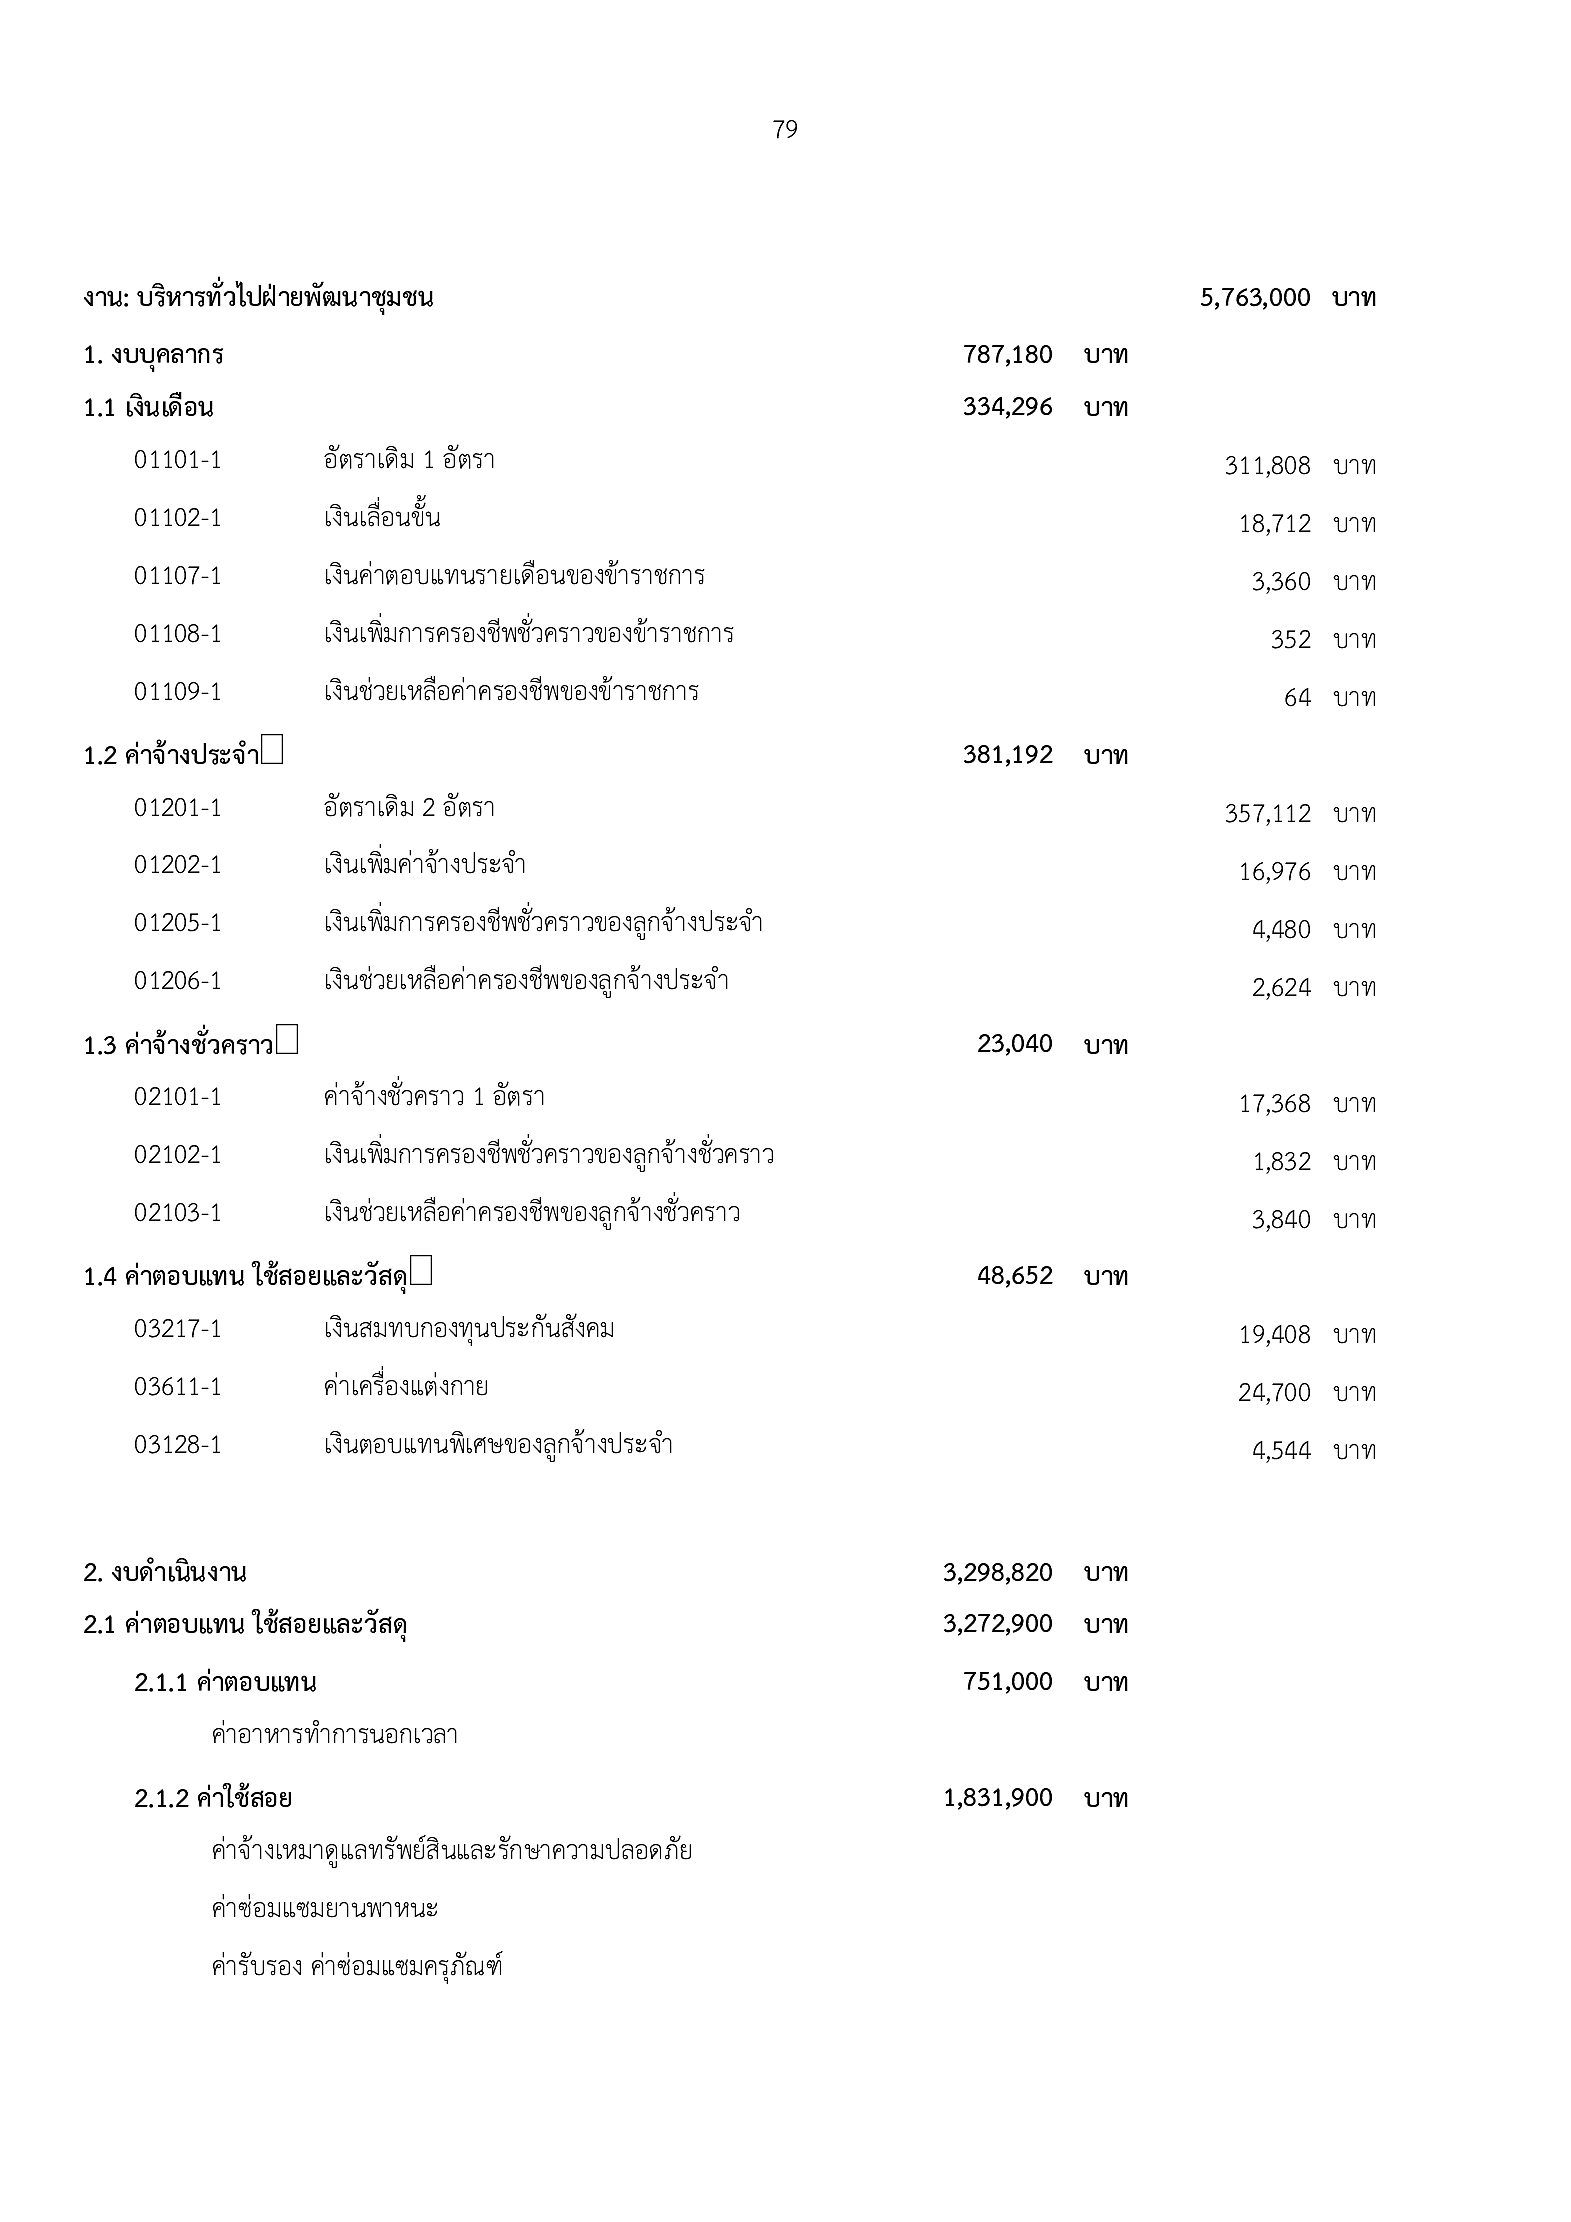 79
งาน: บริหารทั่วไปฝ่ายพัฒนาชุมชน 5,763,000 บาท
1. งบบุคลากร 787,180 บาท
1.1 เงินเดือน 334,296 บาท
01101-1 อัตราเดิม 1 อัตรา 311,808 บาท
01102-1 เงินเลื่อนขั้น 18,712 บาท
01107-1 เงินค่าตอบแทนรายเดือนของข้าราชการ 3,360 บาท
01108-1 เงินเพิ่มการครองชีพชั่วคราวของข้าราชการ 352 บาท
01109-1 เงินช่วยเหลือค่าครองชีพของข้าราชการ 64 บาท
1.2 ค่าจ้างประจำ 381,192 บาท
01201-1 อัตราเดิม 2 อัตรา 357,112 บาท
01202-1 เงินเพิ่มค่าจ้างประจำ 16,976 บาท
01205-1 เงินเพิ่มการครองชีพชั่วคราวของลูกจ้างประจำ 4,480 บาท
01206-1 เงินช่วยเหลือค่าครองชีพของลูกจ้างประจำ 2,624 บาท
1.3 ค่าจ้างชั่วคราว 23,040 บาท
02101-1 ค่าจ้างชั่วคราว 1 อัตรา 17,368 บาท
02102-1 เงินเพิ่มการครองชีพชั่วคราวของลูกจ้างชั่วคราว 1,832 บาท
02103-1 เงินช่วยเหลือค่าครองชีพของลูกจ้างชั่วคราว 3,840 บาท
1.4 ค่าตอบแทน ใช้สอยและวัสดุ 48,652 บาท
03217-1 เงินสมทบกองทุนประกันสังคม 19,408 บาท
03611-1 ค่าเครื่องแต่งกาย 24,700 บาท
03128-1 เงินตอบแทนพิเศษของลูกจ้างประจำ 4,544 บาท
2. งบดำเนินงาน 3,298,820 บาท
2.1 ค่าตอบแทน ใช้สอยและวัสดุ 3,272,900 บาท
2.1.1 ค่าตอบแทน 751,000 บาท
ค่าอาหารทำการนอกเวลา
2.1.2 ค่าใช้สอย 1,831,900 บาท
ค่าจ้างเหมาดูแลทรัพย์สินและรักษาความปลอดภัย
ค่าซ่อมแซมยานพาหนะ
ค่ารับรอง ค่าซ่อมแซมครุภัณฑ์